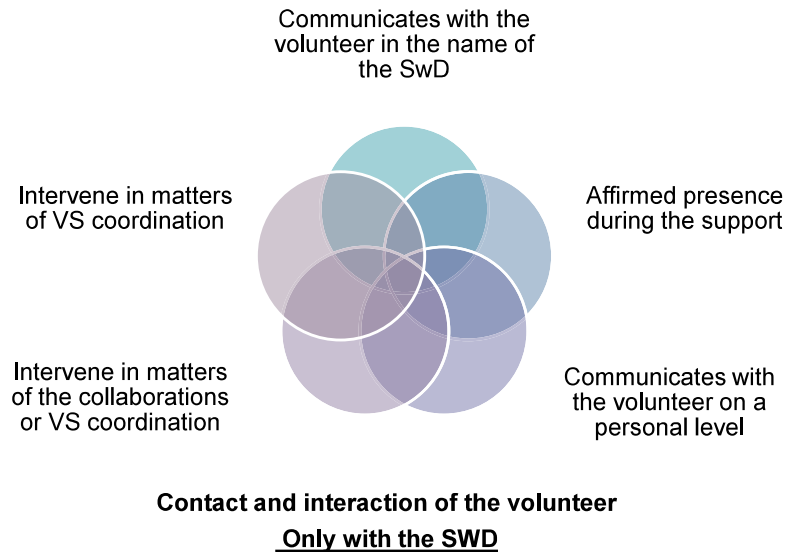 Communicates with the
volunteer in the name of
the SwD
Intervene in matters
of VS coordination
Affirmed presence
during the support
Intervene in matters
of the collaborations
or VS coordination
Communicates with
the volunteer on a
personal level
Contact and interaction of the volunteer
Only with the SWD